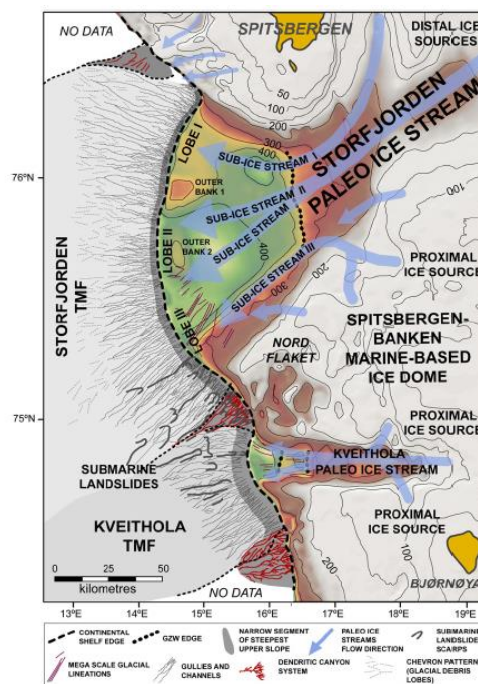 NO DATA
SPITSBERGEN
DISTAL ICE
SOURCES
50
100
200
300
400
LOBE I
SUB-ICE STREAM I
STORFJORDEN
PALEO ICE STREAM
76°N
OUTER
BANK 1
SUB-ICE STREAM II
SUB-ICE STREAM
LOBE II
OUTER
BANK 2
400
SUB-ICE STREAM III
100
200
300
PROXIMAL
ICE SOURCE
STORFJORDEN
TMF
LOBE III
NORD
FLAKET
SPITSBERGEN-
BANKEN
MARINE-BASED
ICE DOME
75°N
PROXIMAL
ICE SOURCE
KVEITHOLA
PALEO ICE STREAM
SUBMARINE
LANDSLIDES
KVEITHOLA
TMF
PROXIMAL
ICE SOURCE
100
200
0 25 50
kilometres
NO DATA
BJØRNØYA
13°E 14°E 15°E 16°E 17°E 18°E 19°E
CONTINENTAL
SHELF EDGE
GZW EDGE
NARROW SEGMENT
OF STEEPEST
UPPER SLOPE
PALEO ICE
STREAMS
FLOW DIRECTION
SUBMARINE
LANDSLIDE
SCARPS
MEGA SCALE GLACIAL
LINEATIONS
GULLIES AND
CHANNELS
DENDRITIC CANYON
SYSTEM
CHEVRON PATTERN
(GLACIAL DEBRIS
LOBES)